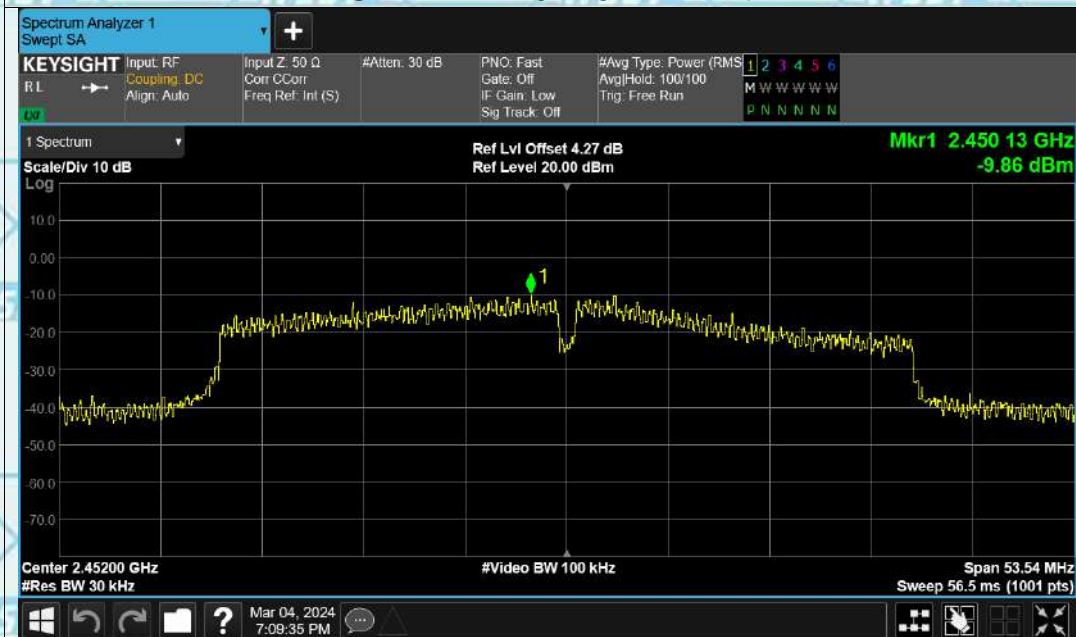 Spectrum Analyzer 1
Swept SA
+
KEYSIGHT
RL
LXI
Input: RF
Coupling: DC
Align: Auto
Input Z: 50 Ω
Corr CCorr
Freq Ref: Int (S)
#Atten: 30 dB
PNO: Fast
Gate: Off
IF Gain: Low
Sig Track: Off
#Avg Type: Power (RMS
Avg|Hold: 100/100
Trig: Free Run
1 2 3 4 5 6
M W W W W W
P N N N N N
1 Spectrum
Scale/Div 10 dB
Log
Ref Lvl Offset 4.27 dB
Ref Level 20.00 dBm
Mkr1 2.450 13 GHz
-9.86 dBm
10.0
0.00
-10.0
-20.0
-30.0
-40.0
-50.0
-60.0
-70.0
1
Center 2.45200 GHz
#Res BW 30 kHz
#Video BW 100 kHz
Span 53.54 MHz
Sweep 56.5 ms (1001 pts)
?
Mar 04, 2024
7:09:35 PM